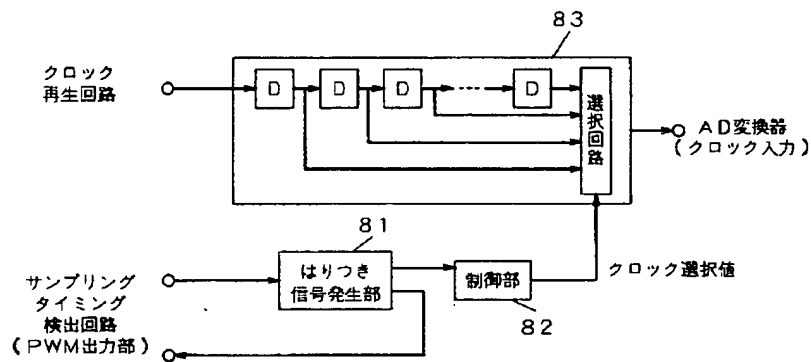 83
クロック
再生回路
D
D
D
D
選択回路
AD変換器
(クロック入力)
81
はりつき
信号発生部
制御部
82
クロック選択値
サンプリング
タイミング
検出回路
(PWM出力部)